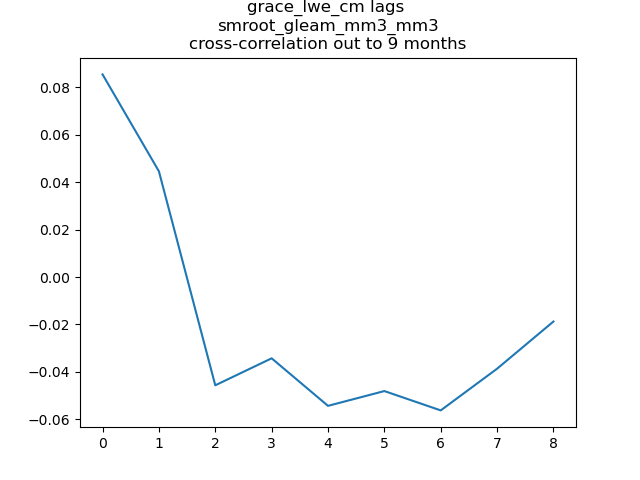 grace_lwe_cm lags
smroot_gleam_mm3_mm3
cross-correlation out to 9 months
0.08
0.06
0.04
0.02
0.00
−0.02
−0.04
−0.06
0 1 2 3 4 5 6 7 8